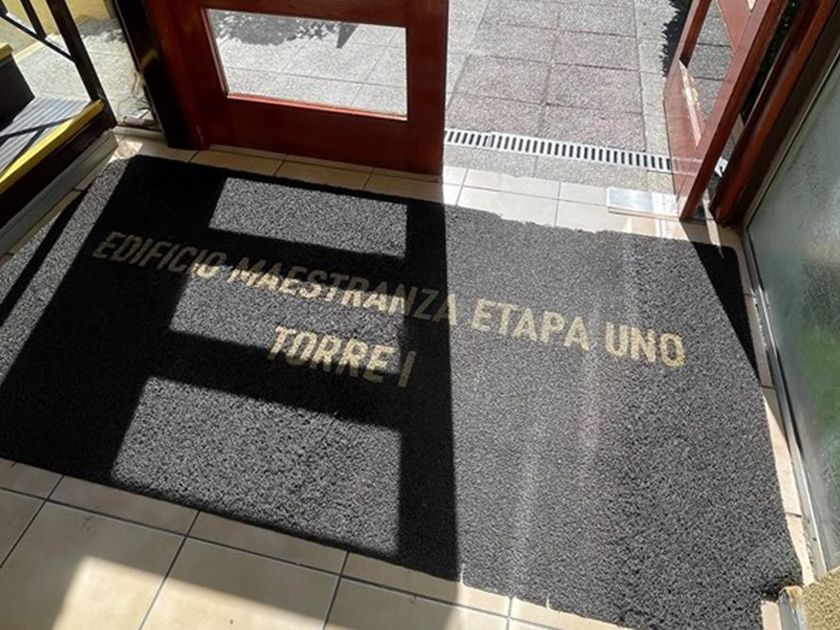 EDIFICIO MAESTRANZA ETAPA UNO
TORRE I